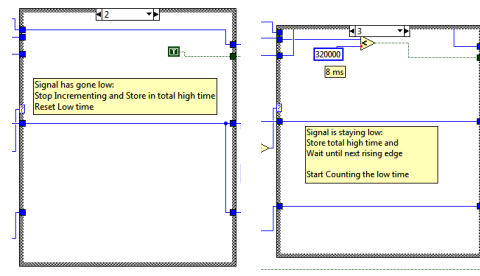 2
T
Signal has gone low:
Stop Incrementing and Store in total high time
Reset Low time
3
<
320000
8 ms
Signal is staying low:
Store total high time and
Wait until next rising edge
Start Counting the low time